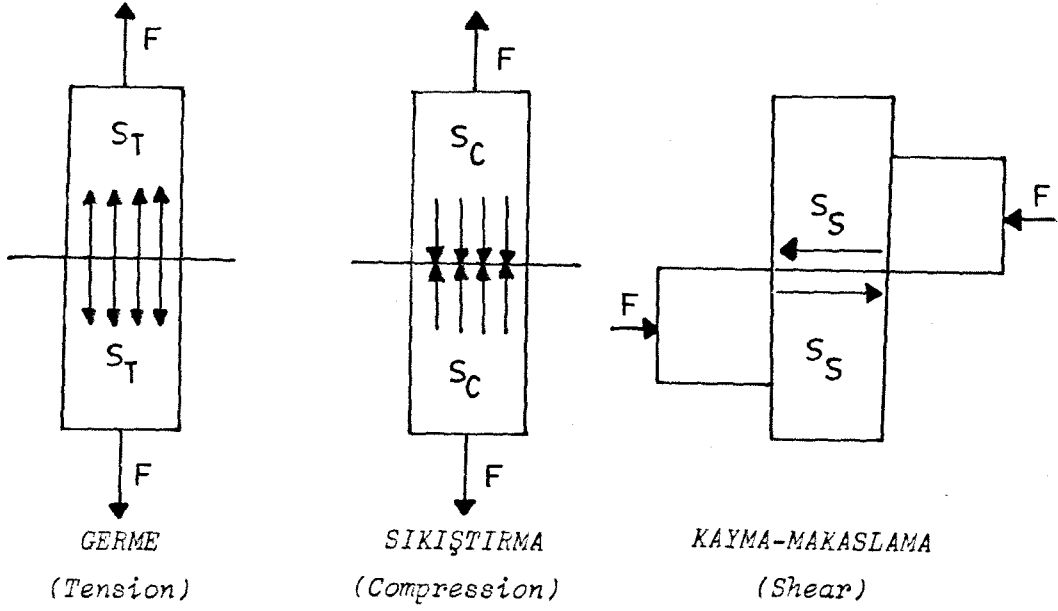 F
S_T
S_T
F
GERME
(Tension)
F
S_C
S_C
F
SIKIŞTIRMA
(Compression)
F
S_S
F
S_S
KAYMA-MAKASLAMA
(Shear)